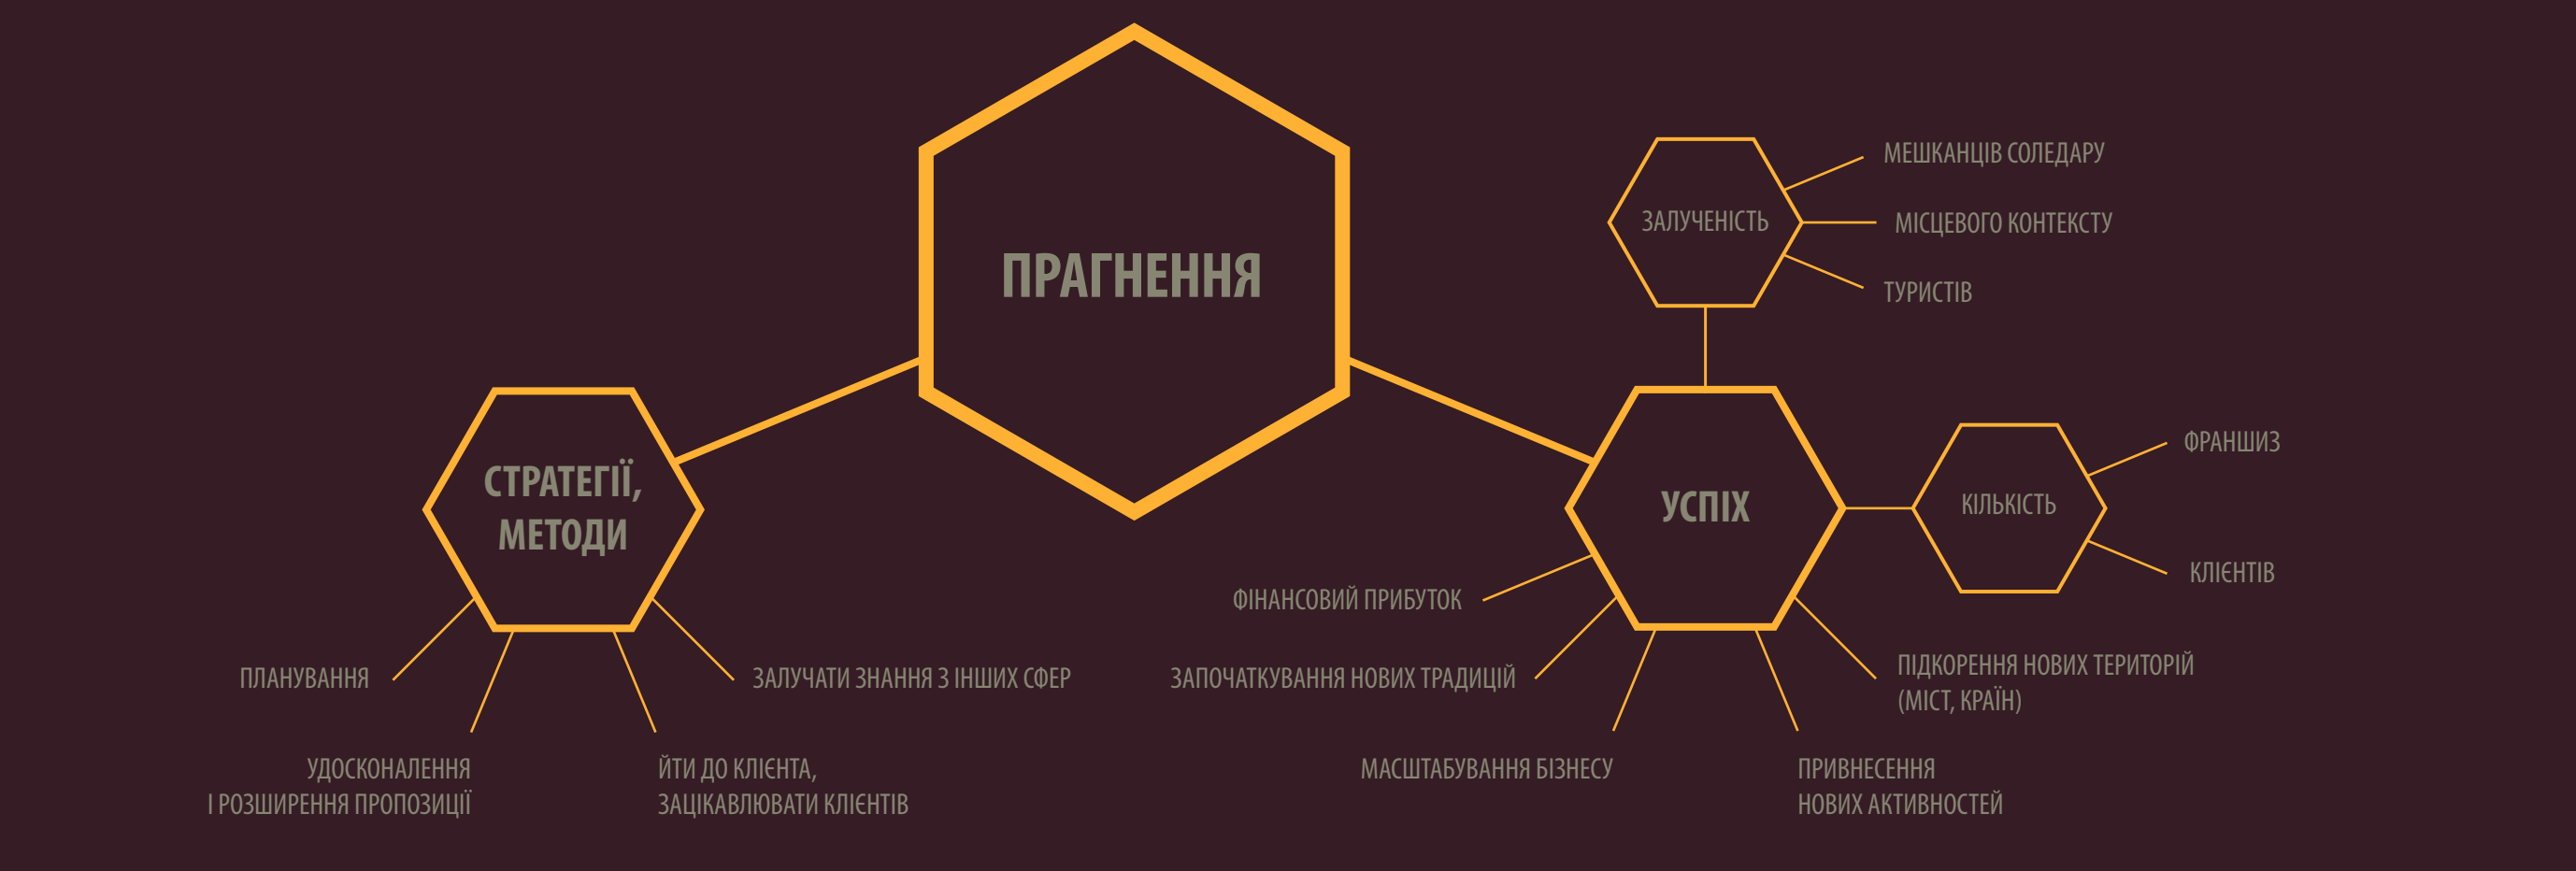 ПРАГНЕННЯ
СТРАТЕГІЇ,
МЕТОДИ
ПЛАНУВАННЯ
УДОСКОНАЛЕННЯ
І РОЗШИРЕННЯ ПРОПОЗИЦІЇ
ЙТИ ДО КЛІЄНТА,
ЗАЦІКАВЛЮВАТИ КЛІЄНТІВ
ЗАЛУЧАТИ ЗНАННЯ З ІНШИХ СФЕР
УСПІХ
ЗАЛУЧЕНІСТЬ
МЕШКАНЦІВ СОЛЕДАРУ
МІСЦЕВОГО КОНТЕКСТУ
ТУРИСТІВ
КІЛЬКІСТЬ
ФРАНШИЗ
КЛІЄНТІВ
ФІНАНСОВИЙ ПРИБУТОК
ЗАПОЧАТКУВАННЯ НОВИХ ТРАДИЦІЙ
МАСШТАБУВАННЯ БІЗНЕСУ
ПРИВНЕСЕННЯ
НОВИХ АКТИВНОСТЕЙ
ПІДКОРЕННЯ НОВИХ ТЕРИТОРІЙ
(МІСТ, КРАЇН)